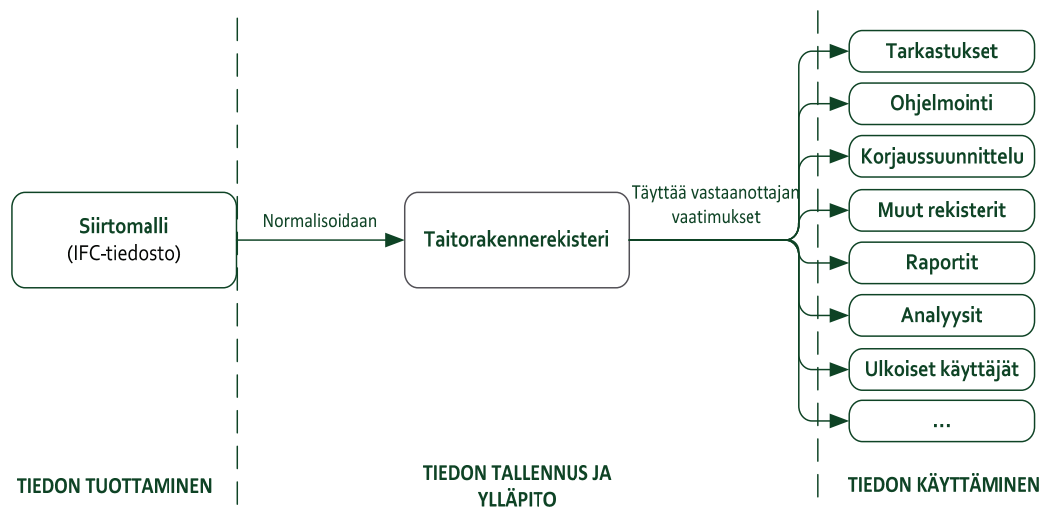 Siirtomalli
(IFC-tiedosto)
Normalisoidaan
Taitorakennerekisteri
Täyttää vastaanottajan
vaatimukset
Tarkastukset
Ohjelmointi
Korjaussuunnittelu
Muut rekisterit
Raportit
Analyysit
Ulkoiset käyttäjät
...
TIEDON TUOTTAMINEN
TIEDON TALLENNUS JA
YLLÄPITO
TIEDON KÄYTTÄMINEN